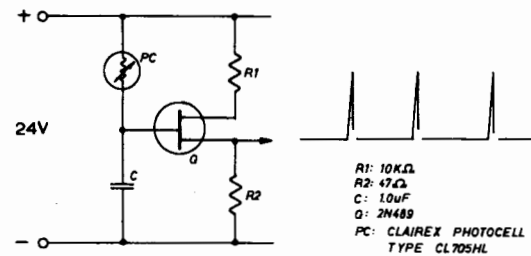 +
PC
R1
24V
Q
C
R2
-
R1: 10KΩ
R2: 47Ω
C: 1.0uF
Q: 2N489
PC: CLAIREX PHOTOCELL
TYPE CL705HL